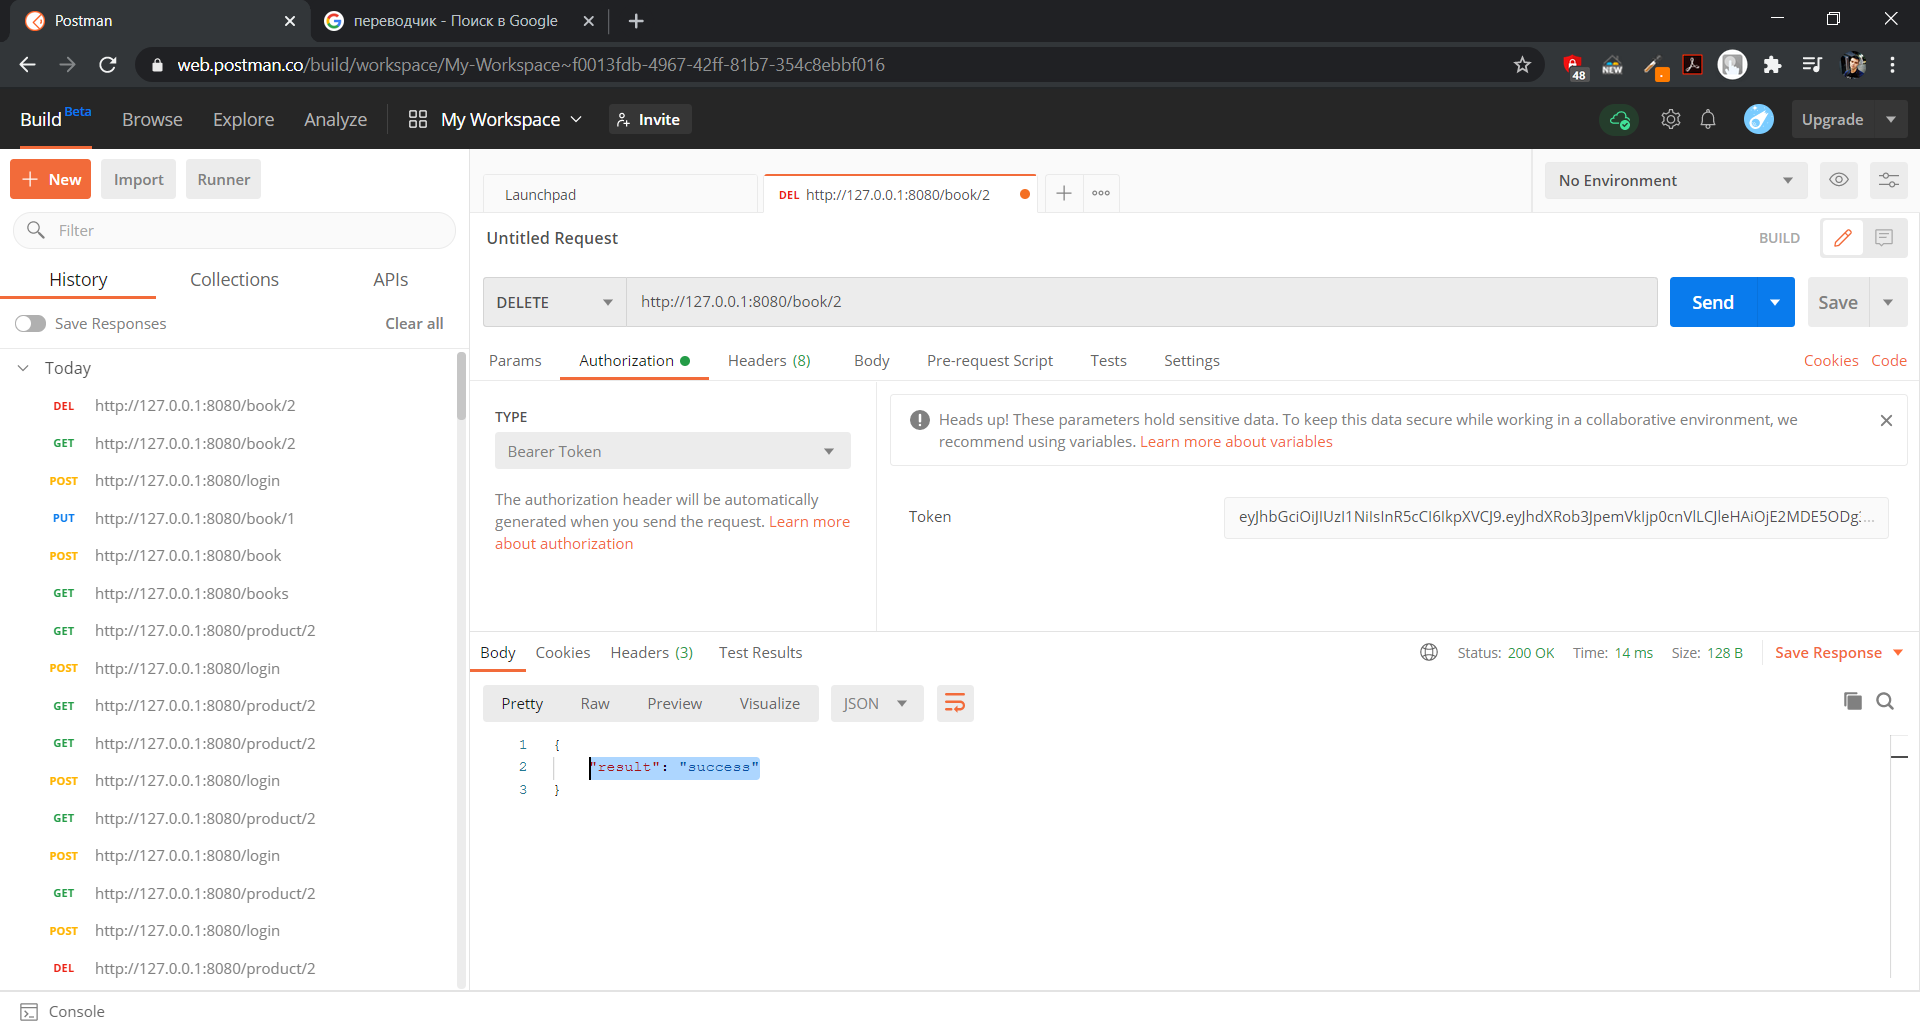 Postman
переводчик - Поиск в Google
web.postman.co/build/workspace/My-Workspace~f0013fdb-4967-42ff-81b7-354c8ebbf016
48
NEW
Build Beta
Browse
Explore
Analyze
My Workspace
Invite
Upgrade
New
Import
Runner
Filter
History
Collections
APIs
Save Responses
Clear all
Today
DEL http://127.0.0.1:8080/book/2
GET http://127.0.0.1:8080/book/2
POST http://127.0.0.1:8080/login
PUT http://127.0.0.1:8080/book/1
POST http://127.0.0.1:8080/book
GET http://127.0.0.1:8080/books
GET http://127.0.0.1:8080/product/2
POST http://127.0.0.1:8080/login
GET http://127.0.0.1:8080/product/2
GET http://127.0.0.1:8080/product/2
POST http://127.0.0.1:8080/login
GET http://127.0.0.1:8080/product/2
POST http://127.0.0.1:8080/login
GET http://127.0.0.1:8080/product/2
POST http://127.0.0.1:8080/login
DEL http://127.0.0.1:8080/product/2
Console
Launchpad
DEL http://127.0.0.1:8080/book/2
No Environment
Untitled Request
BUILD
DELETE
http://127.0.0.1:8080/book/2
Send
Save
Params
Authorization
Headers (8)
Body
Pre-request Script
Tests
Settings
Cookies
Code
TYPE
Bearer Token
The authorization header will be automatically
generated when you send the request. Learn more
about authorization
Heads up! These parameters hold sensitive data. To keep this data secure while working in a collaborative environment, we
recommend using variables. Learn more about variables
Token
Body
Cookies
Headers (3)
Test Results
Status: 200 OK
Time: 14 ms
Size: 128 B
Save Response
Pretty
Raw
Preview
Visualize
JSON
1 {
2 "result": "success"
3 }